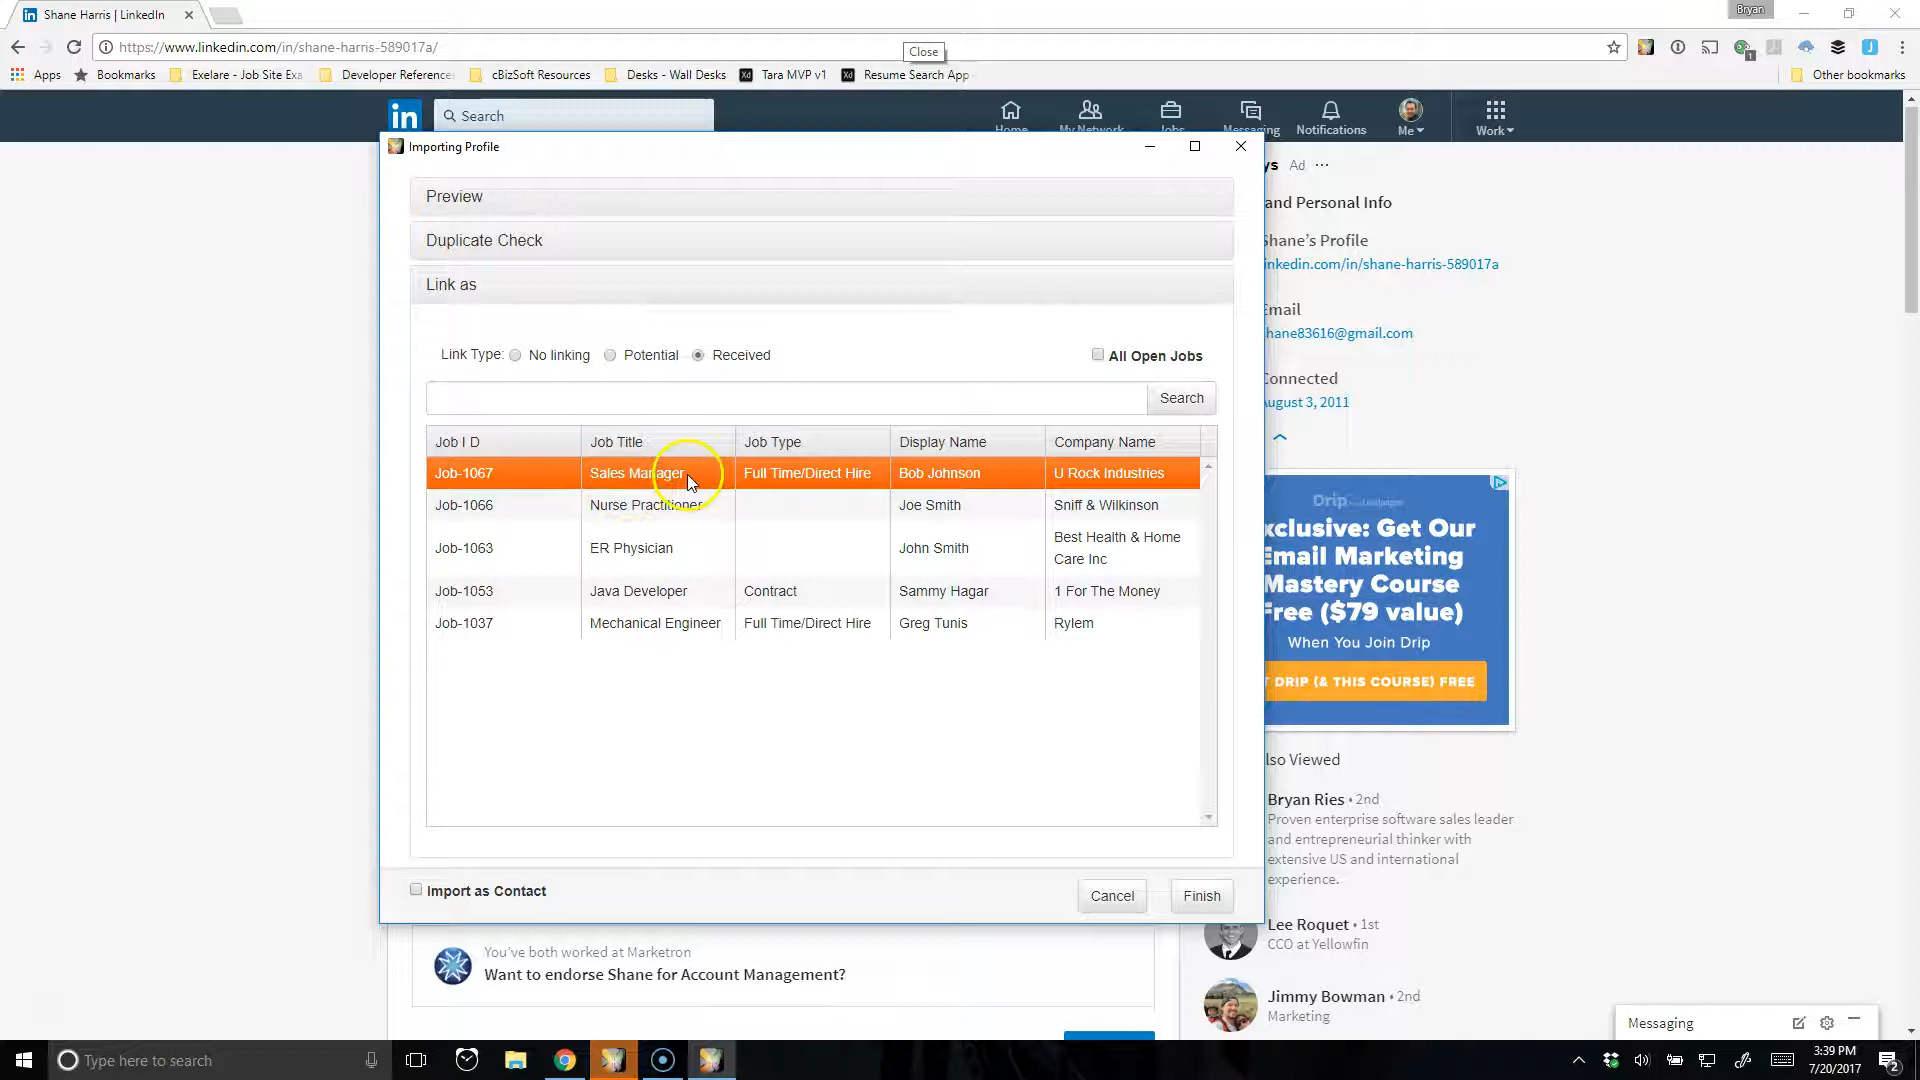 Shane Harris | LinkedIn
Bryan
https://www.linkedin.com/in/shane-harris-589017a/
Close
Apps
Bookmarks
Exelare - Job Site Exa
Developer Reference
cBizSoft Resources
Desks - Wall Desks
Xd Tara MVP v1
Xd Resume Search App
Other bookmarks
in
Search
Home
My Network
Jobs
Messaging
Notifications
Me
Work
Importing Profile
Preview
Duplicate Check
Link as
Link Type: No linking Potential Received
All Open Jobs
Search
Job I D Job Title Job Type Display Name Company Name
Job-1067 Sales Manager Full Time/Direct Hire Bob Johnson U Rock Industries
Job-1066 Nurse Practitioner Joe Smith Sniff & Wilkinson
Job-1063 ER Physician John Smith Best Health & Home
Care Inc
Job-1053 Java Developer Contract Sammy Hagar 1 For The Money
Job-1037 Mechanical Engineer Full Time/Direct Hire Greg Tunis Rylem
Import as Contact
Cancel
Finish
ys Ad ···
and Personal Info
Shane's Profile
linkedin.com/in/shane-harris-589017a
Email
shane83616@gmail.com
Connected
August 3, 2011
Drip
xclusive: Get Our
Email Marketing
Mastery Course
Free ($79 value)
When You Join Drip
T DRIP (& THIS COURSE) FREE
lso Viewed
Bryan Ries • 2nd
Proven enterprise software sales leader
and entrepreneurial thinker with
extensive US and international
experience.
Lee Roquet • 1st
CCO at Yellowfin
Jimmy Bowman • 2nd
Marketing
You've both worked at Marketron
Want to endorse Shane for Account Management?
Messaging
Type here to search
3:39 PM
7/20/2017
2